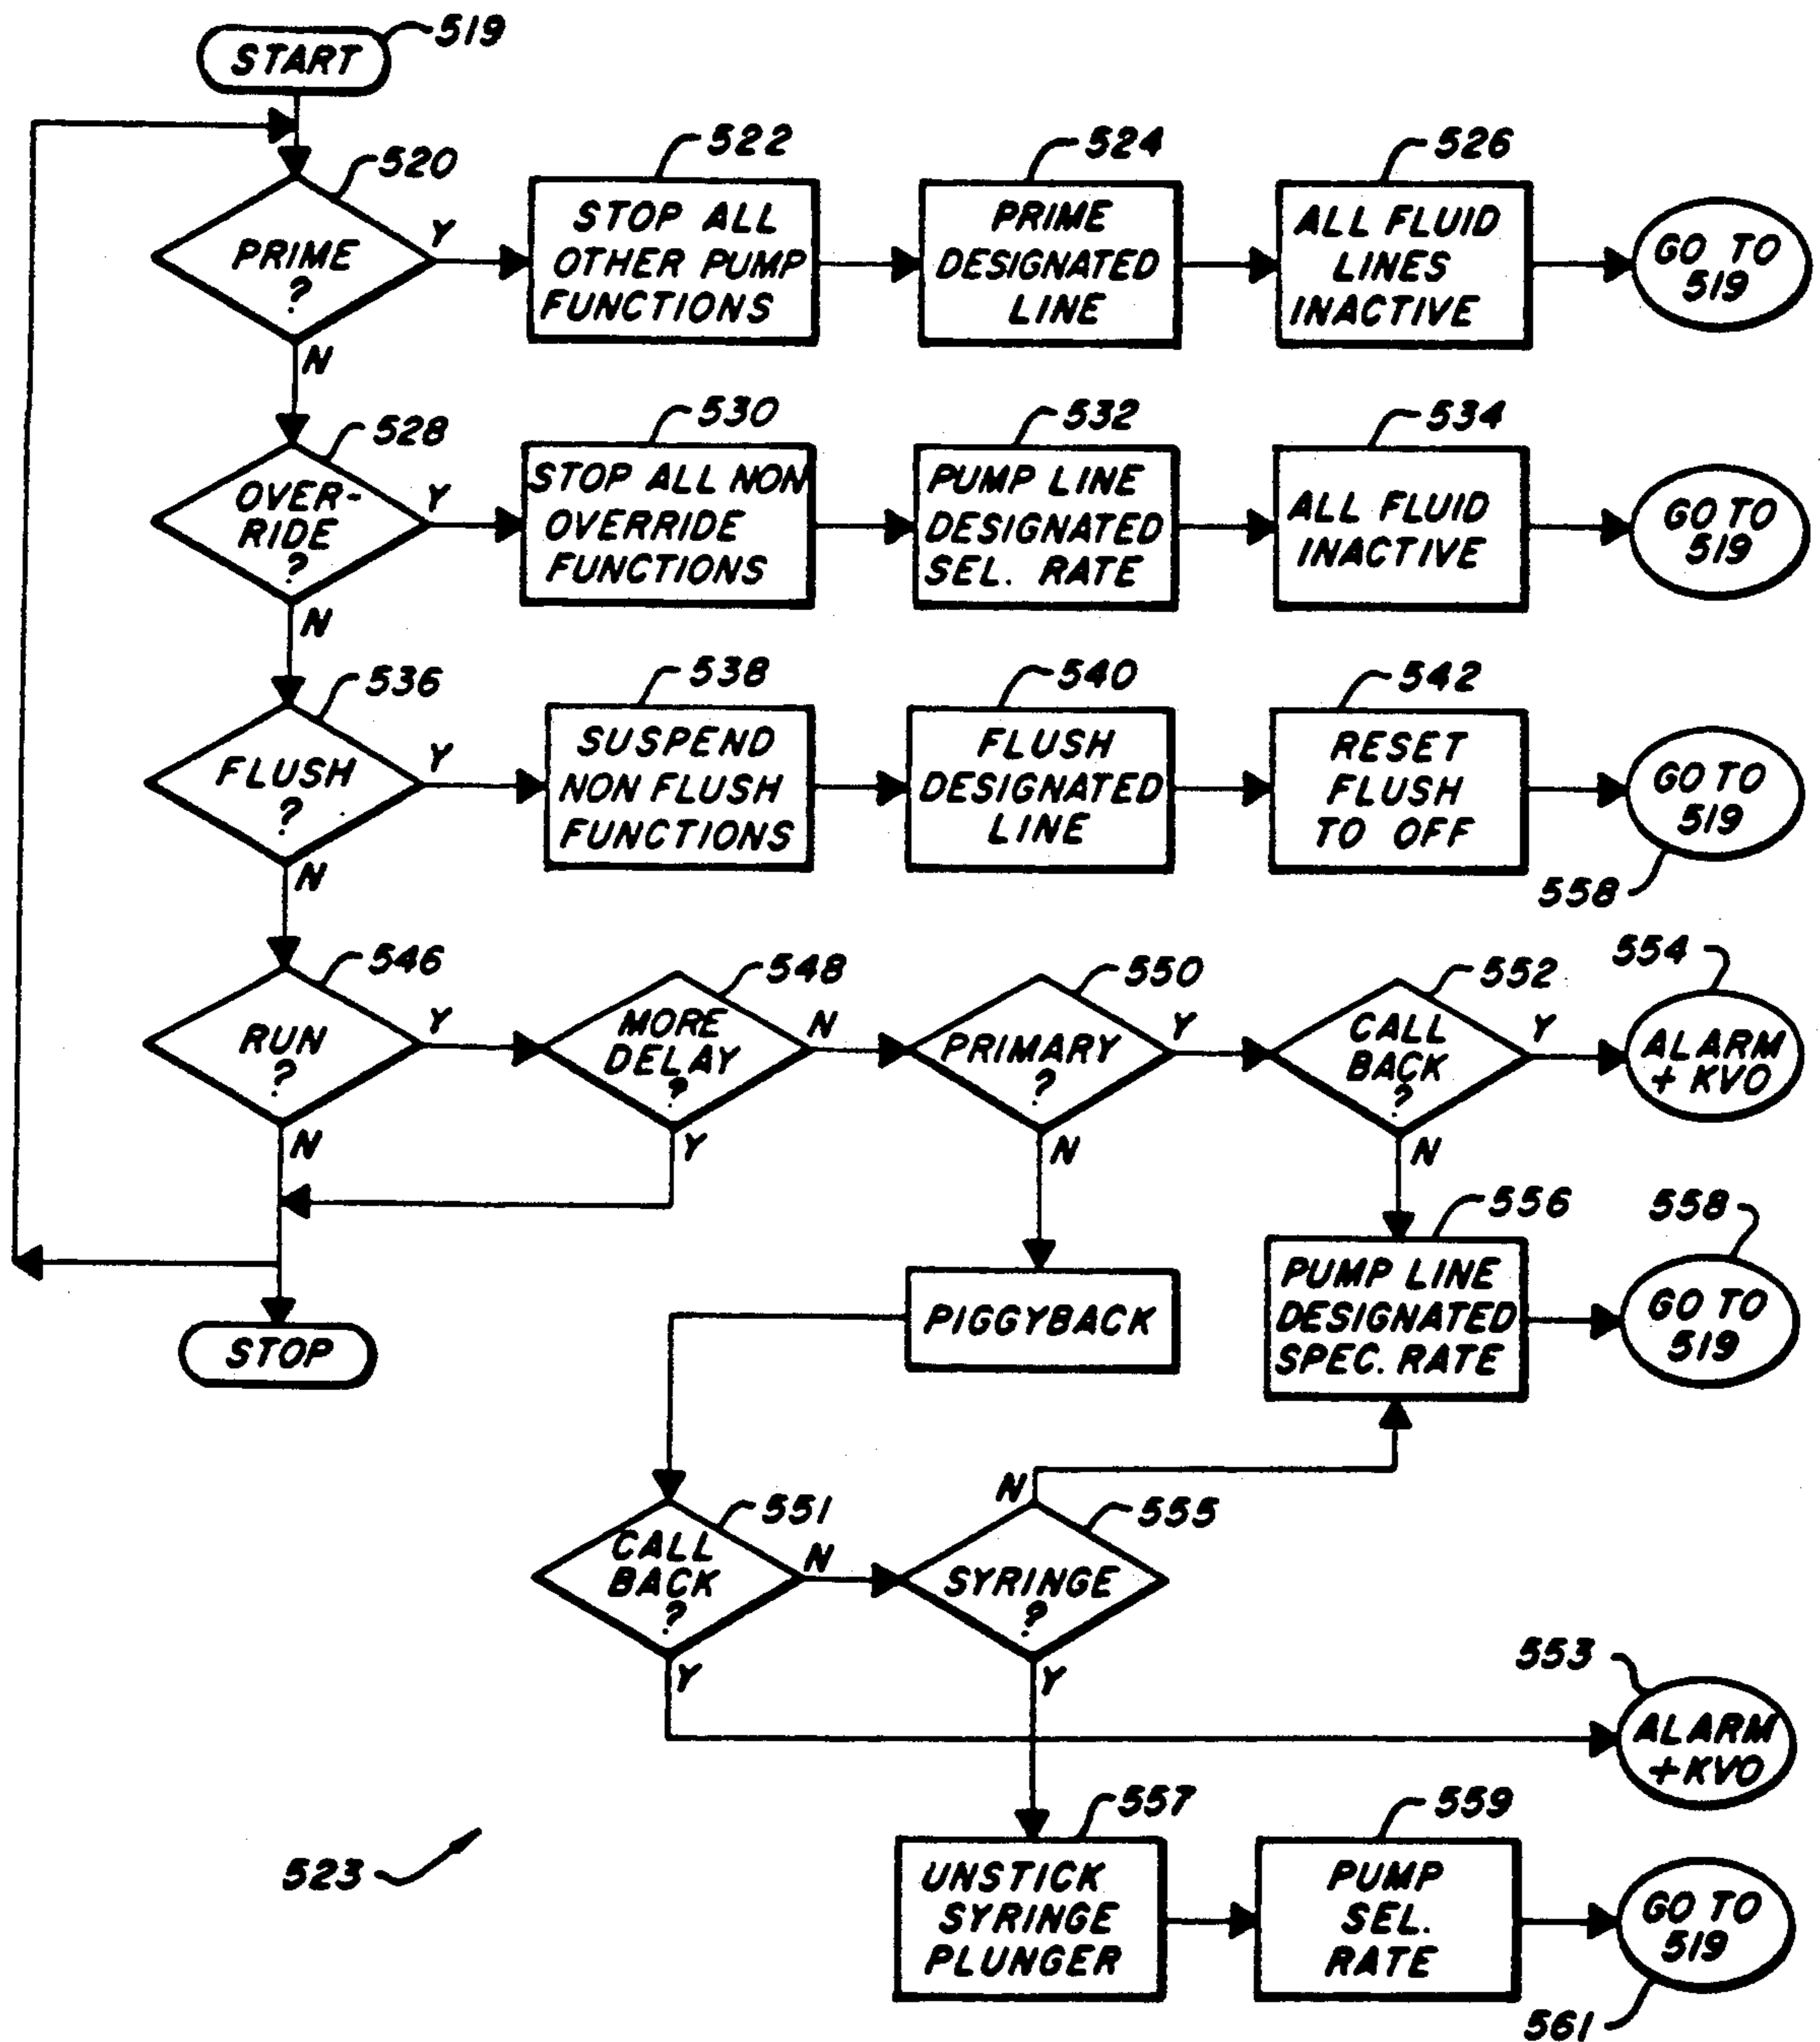 START
519
520
PRIME
?
Y
N
522
STOP ALL
OTHER PUMP
FUNCTIONS
524
PRIME
DESIGNATED
LINE
526
ALL FLUID
LINES
INACTIVE
GO TO
519
528
OVER-
RIDE
?
Y
N
530
STOP ALL NON
OVERRIDE
FUNCTIONS
532
PUMP LINE
DESIGNATED
SEL. RATE
534
ALL FLUID
INACTIVE
GO TO
519
536
FLUSH
?
Y
N
538
SUSPEND
NON FLUSH
FUNCTIONS
540
FLUSH
DESIGNATED
LINE
542
RESET
FLUSH
TO OFF
GO TO
519
558
546
RUN
?
Y
N
548
MORE
DELAY
?
N
Y
550
PRIMARY
?
Y
N
552
CALL
BACK
?
Y
N
554
ALARM
+ KVO
STOP
PIGGYBACK
556
PUMP LINE
DESIGNATED
SPEC. RATE
558
GO TO
519
551
CALL
BACK
?
N
Y
555
SYRINGE
?
N
Y
553
ALARM
+KVO
523
557
UNSTICK
SYRINGE
PLUNGER
559
PUMP
SEL.
RATE
GO TO
519
561